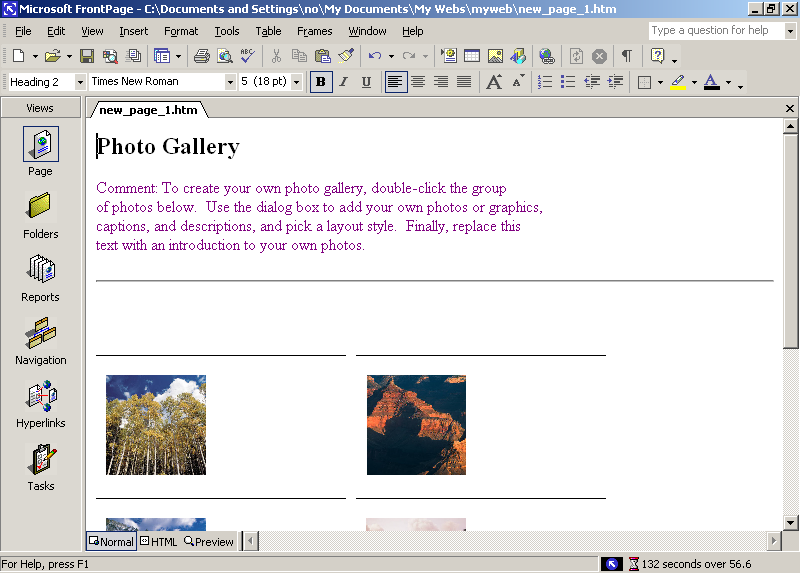 Microsoft FrontPage - C:\Documents and Settings\no\My Documents\My Webs\myweb\new_page_1.htm
File Edit View Insert Format Tools Table Frames Window Help
Type a question for help
Heading 2 Times New Roman 5 (18 pt) B I U A A A
Views
new_page_1.htm
Page
Folders
Reports
Navigation
Hyperlinks
Tasks
Photo Gallery
Comment: To create your own photo gallery, double-click the group
of photos below. Use the dialog box to add your own photos or graphics,
captions, and descriptions, and pick a layout style. Finally, replace this
text with an introduction to your own photos.
Normal HTML Preview
For Help, press F1
132 seconds over 56.6